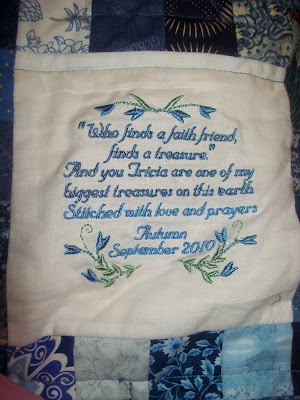 "Who finds a faith friend,
finds a treasure."
And you Tricia are one of my
biggest treasures on this earth
Stitched with love and prayers
Autumn
September 2010